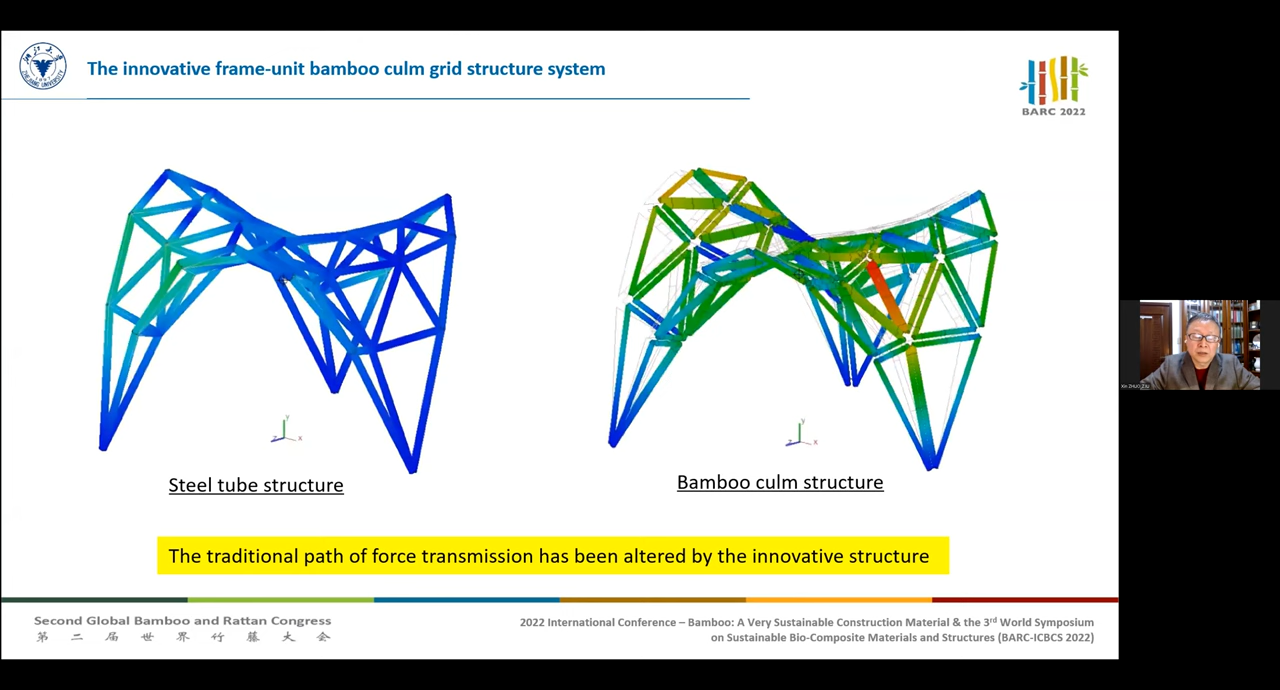 The innovative frame-unit bamboo culm grid structure system
BARC 2022
Steel tube structure
Bamboo culm structure
The traditional path of force transmission has been altered by the innovative structure
Second Global Bamboo and Rattan Congress
第 二 届 世 界 竹 藤 大 会
2022 International Conference – Bamboo: A Very Sustainable Construction Material & the 3rd World Symposium
on Sustainable Bio-Composite Materials and Structures (BARC-ICBCS 2022)